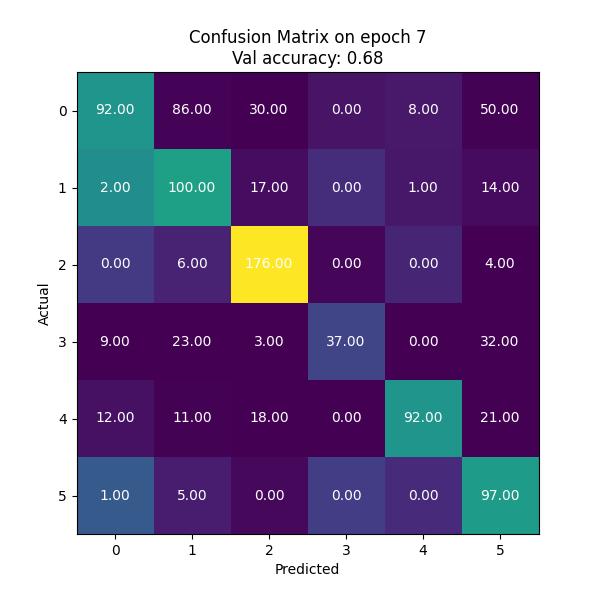 Confusion Matrix on epoch 7
Val accuracy: 0.68
0 92.00 86.00 30.00 0.00 8.00 50.00
1 2.00 100.00 17.00 0.00 1.00 14.00
2 0.00 6.00 176.00 0.00 0.00 4.00
Actual
3 9.00 23.00 3.00 37.00 0.00 32.00
4 12.00 11.00 18.00 0.00 92.00 21.00
5 1.00 5.00 0.00 0.00 0.00 97.00
0 1 2 3 4 5
Predicted